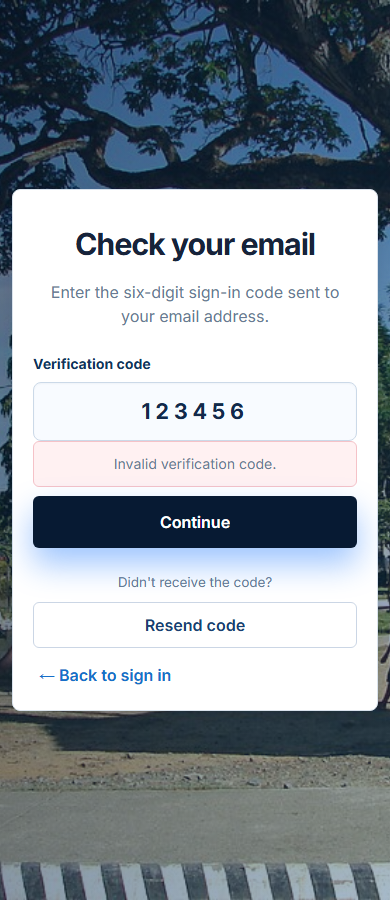 Check your email
Enter the six-digit sign-in code sent to
your email address.
Verification code
123456
Invalid verification code.
Continue
Didn't receive the code?
Resend code
← Back to sign in